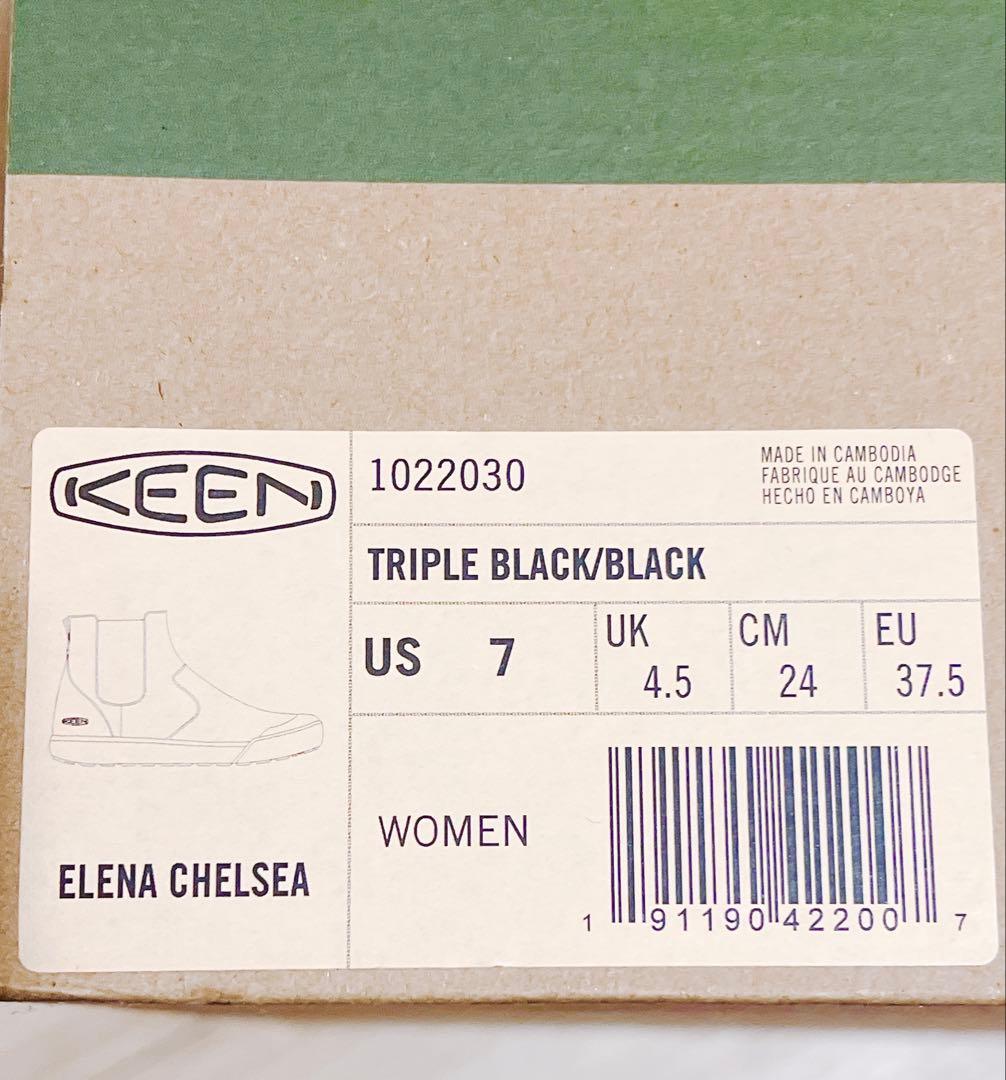 KEEN
1022030
MADE IN CAMBODIA
FABRIQUE AU CAMBODGE
HECHO EN CAMBOYA
TRIPLE BLACK/BLACK
US 7
UK 4.5
CM 24
EU 37.5
KEEN
ELENA CHELSEA
WOMEN
1 91190 42200 7